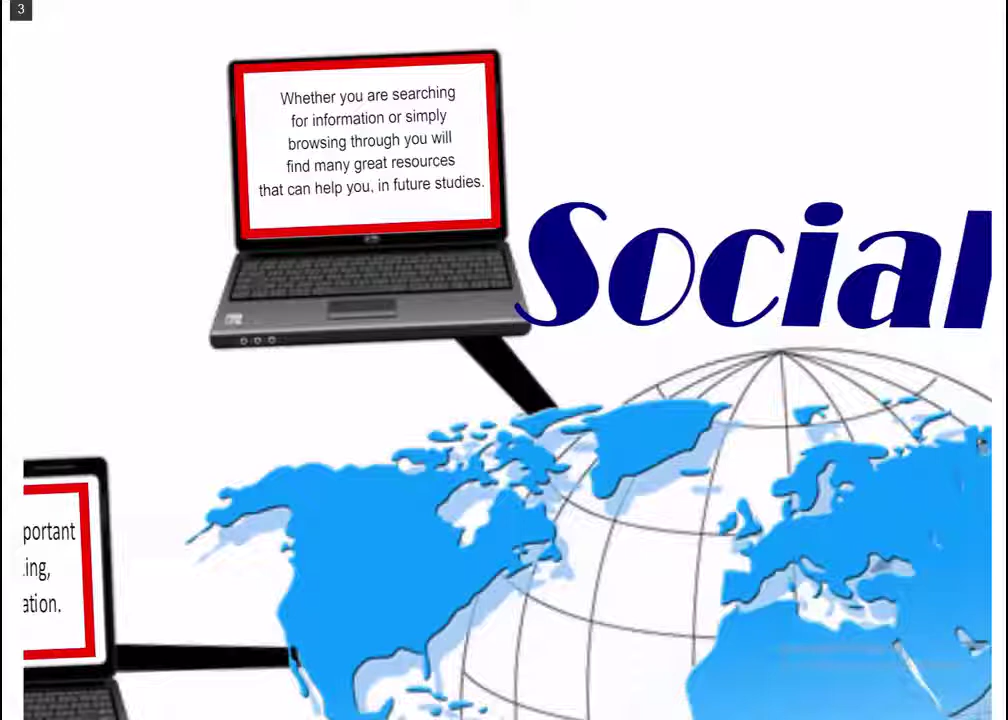 3
Whether you are searching
for information or simply
browsing through you will
find many great resources
that can help you, in future studies.
Social
portant
ing,
ation.